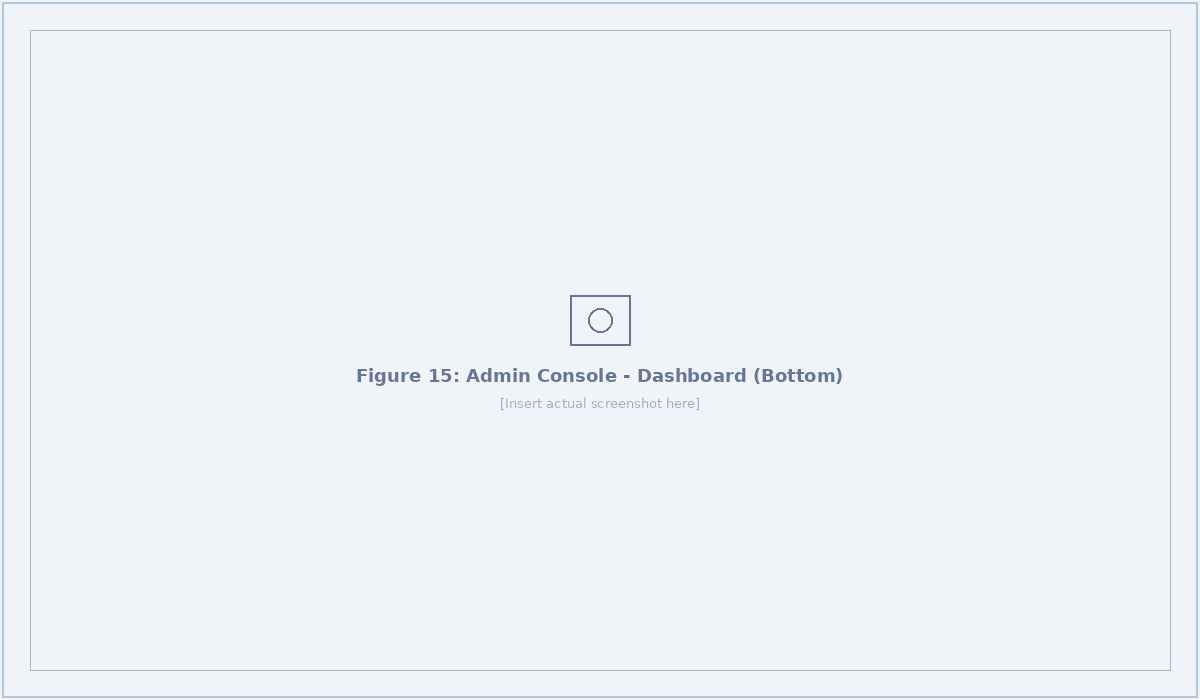 Figure 15: Admin Console - Dashboard (Bottom)
[Insert actual screenshot here]